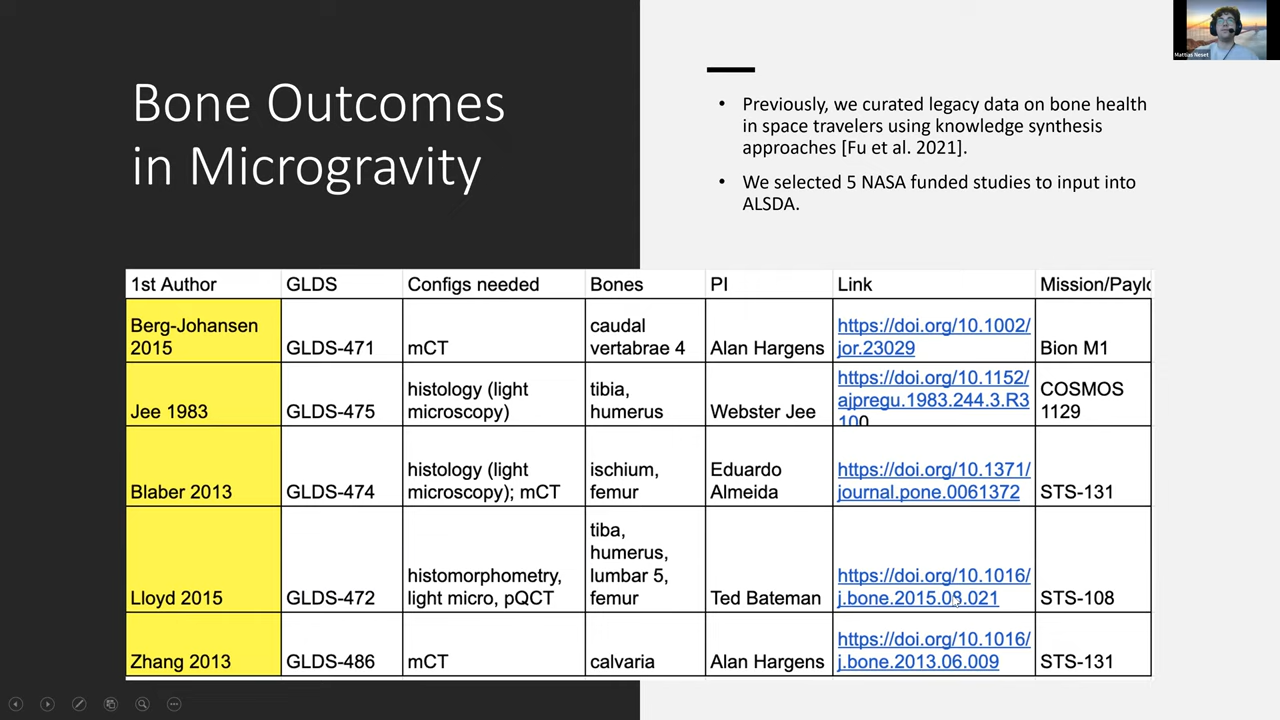 Bone Outcomes
in Microgravity
• Previously, we curated legacy data on bone health
in space travelers using knowledge synthesis
approaches [Fu et al. 2021].
• We selected 5 NASA funded studies to input into
ALSDA.
Mattias Neset
1st Author GLDS Configs needed Bones PI Link Mission/Paylo
Berg-Johansen
2015
GLDS-471
mCT
caudal
vertabrae 4
Alan Hargens
https://doi.org/10.1002/
jor.23029
Bion M1
Jee 1983
GLDS-475
histology (light
microscopy)
tibia,
humerus
Webster Jee
https://doi.org/10.1152/
ajpregu.1983.244.3.R3
100
COSMOS
1129
Blaber 2013
GLDS-474
histology (light
microscopy); mCT
ischium,
femur
Eduardo
Almeida
https://doi.org/10.1371/
journal.pone.0061372
STS-131
Lloyd 2015
GLDS-472
histomorphometry,
light micro, pQCT
tiba,
humerus,
lumbar 5,
femur
Ted Bateman
https://doi.org/10.1016/
j.bone.2015.08.021
STS-108
Zhang 2013
GLDS-486
mCT
calvaria
Alan Hargens
https://doi.org/10.1016/
j.bone.2013.06.009
STS-131